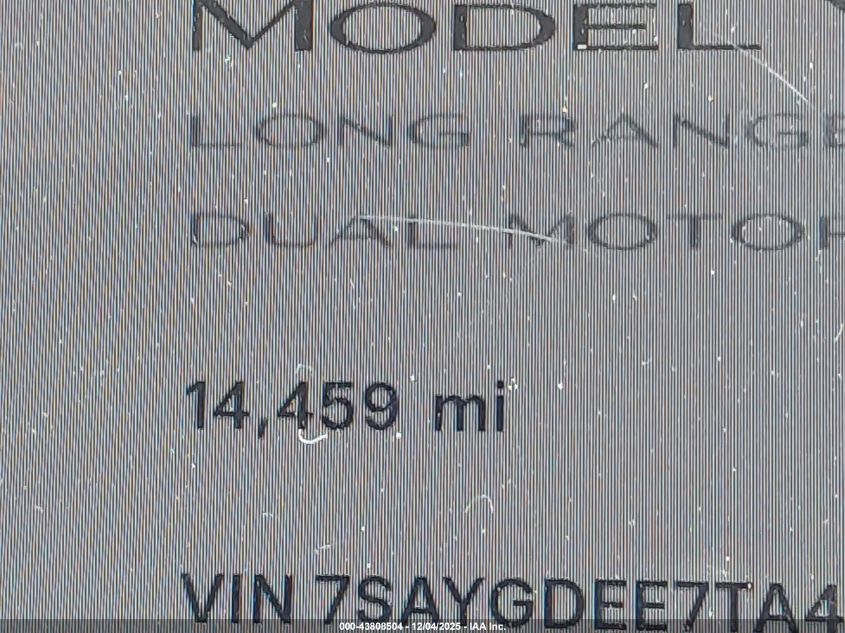 MODEL
LONG RANGE
DUAL MOTOR
14,459 mi
VIN 7SAYGDEE7TA4
000-43808504 - 12/04/2025 - IAA Inc.